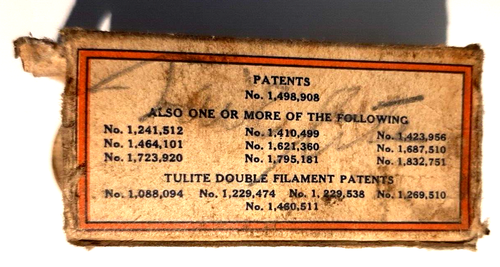 PATENTS
No. 1,498,908
ALSO ONE OR MORE OF THE FOLLOWING
No. 1,241,512 No. 1,410,499 No. 1,423,956
No. 1,464,101 No. 1,621,360 No. 1,687,510
No. 1,723,920 No. 1,795,181 No. 1,832,751
TULITE DOUBLE FILAMENT PATENTS
No. 1,088,094 No. 1,229,474 No. 1,229,538 No. 1,269,510
No. 1,460,511